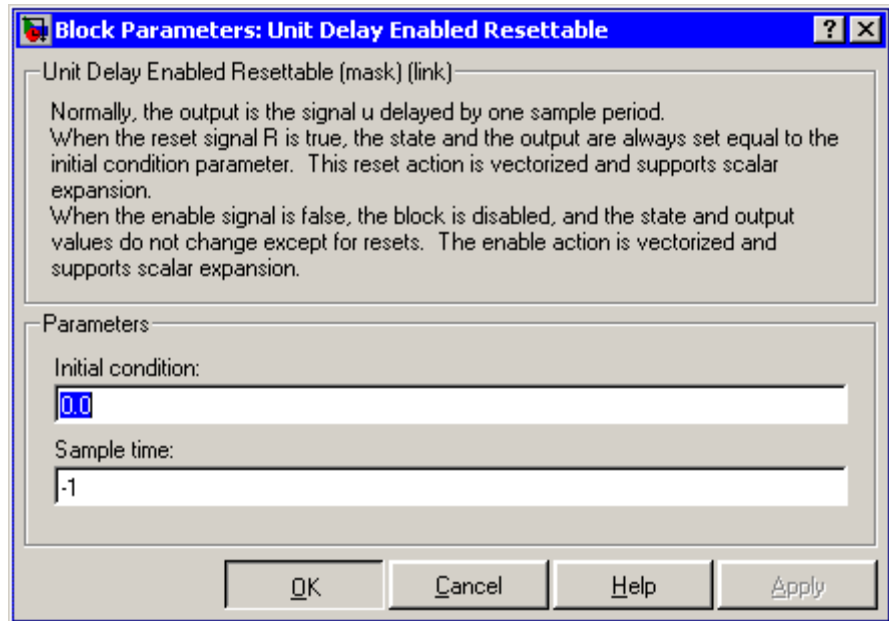 Block Parameters: Unit Delay Enabled Resettable
Unit Delay Enabled Resettable (mask) (link)
Normally, the output is the signal u delayed by one sample period.
When the reset signal R is true, the state and the output are always set equal to the
initial condition parameter.  This reset action is vectorized and supports scalar
expansion.
When the enable signal is false, the block is disabled, and the state and output
values do not change except for resets.  The enable action is vectorized and
supports scalar expansion.
Parameters
Initial condition:
0.0
Sample time:
-1
OK Cancel Help Apply